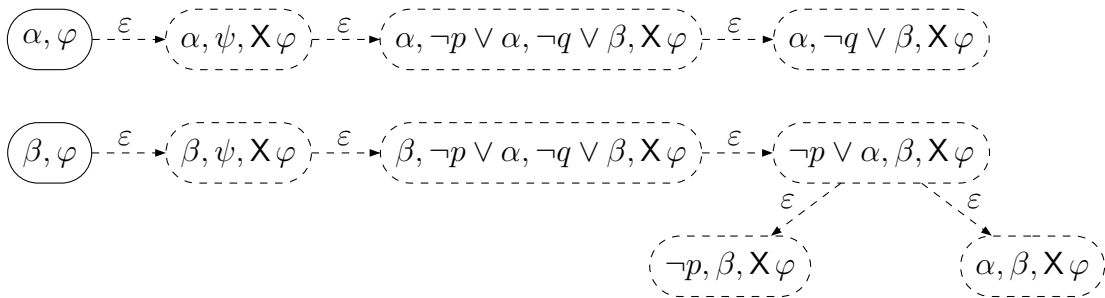 α, φ ε α, ψ, X φ ε α, ¬p ∨ α, ¬q ∨ β, X φ ε α, ¬q ∨ β, X φ
β, φ ε β, ψ, X φ ε β, ¬p ∨ α, ¬q ∨ β, X φ ε ¬p ∨ α, β, X φ
ε ε
¬p, β, X φ α, β, X φ